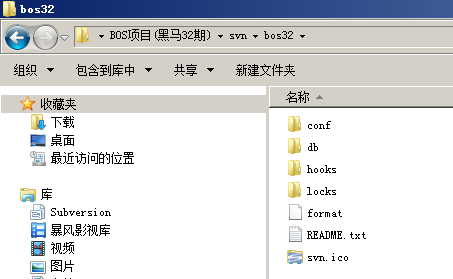 bos32
BOS项目(黑马32期) svn bos32
组织 包含到库中 共享 新建文件夹
收藏夹
下载
桌面
最近访问的位置
库
Subversion
暴风影视库
视频
图片
名称
conf
db
hooks
locks
format
README.txt
svn.ico